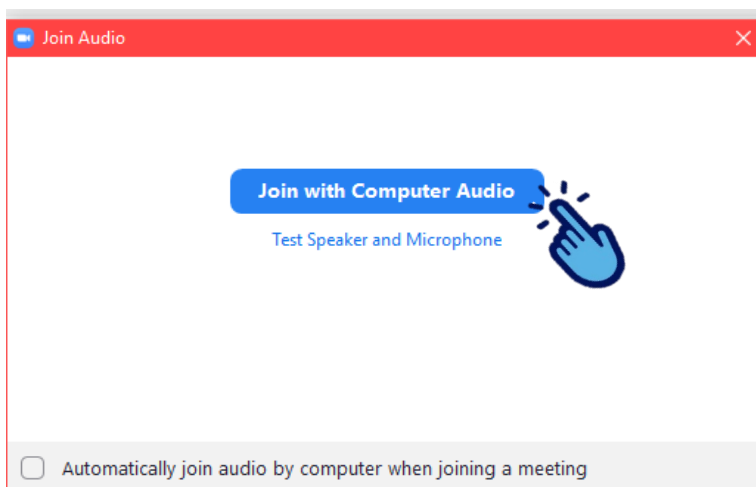 Join Audio
Join with Computer Audio
Test Speaker and Microphone
Automatically join audio by computer when joining a meeting